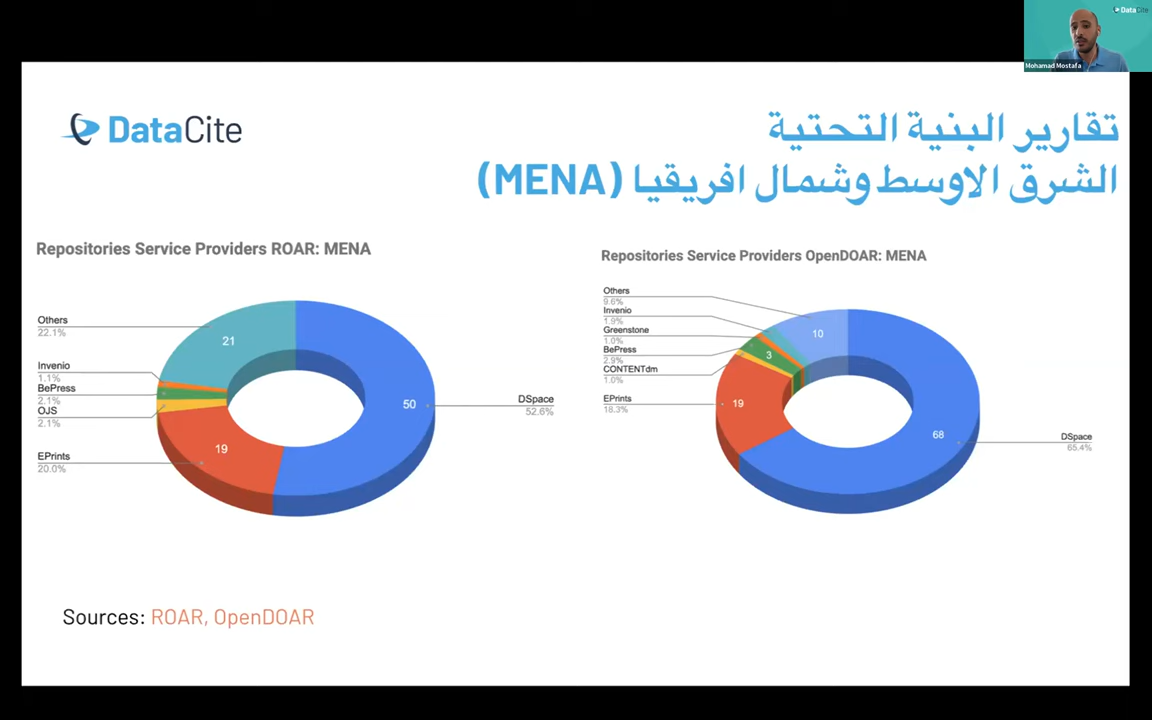 DataCite
Mohamad Mostafa
DataCite
تقارير البنية التحتية
الشرق الاوسط وشمال افريقيا (MENA)
Repositories Service Providers ROAR: MENA
Others
22.1%
Invenio
1.1%
BePress
2.1%
OJS
2.1%
EPrints
20.0%
21
19
50
DSpace
52.6%
Repositories Service Providers OpenDOAR: MENA
Others
9.6%
Invenio
1.9%
Greenstone
1.0%
BePress
2.9%
CONTENTdm
1.0%
EPrints
18.3%
10
3
19
68
DSpace
65.4%
Sources: ROAR, OpenDOAR